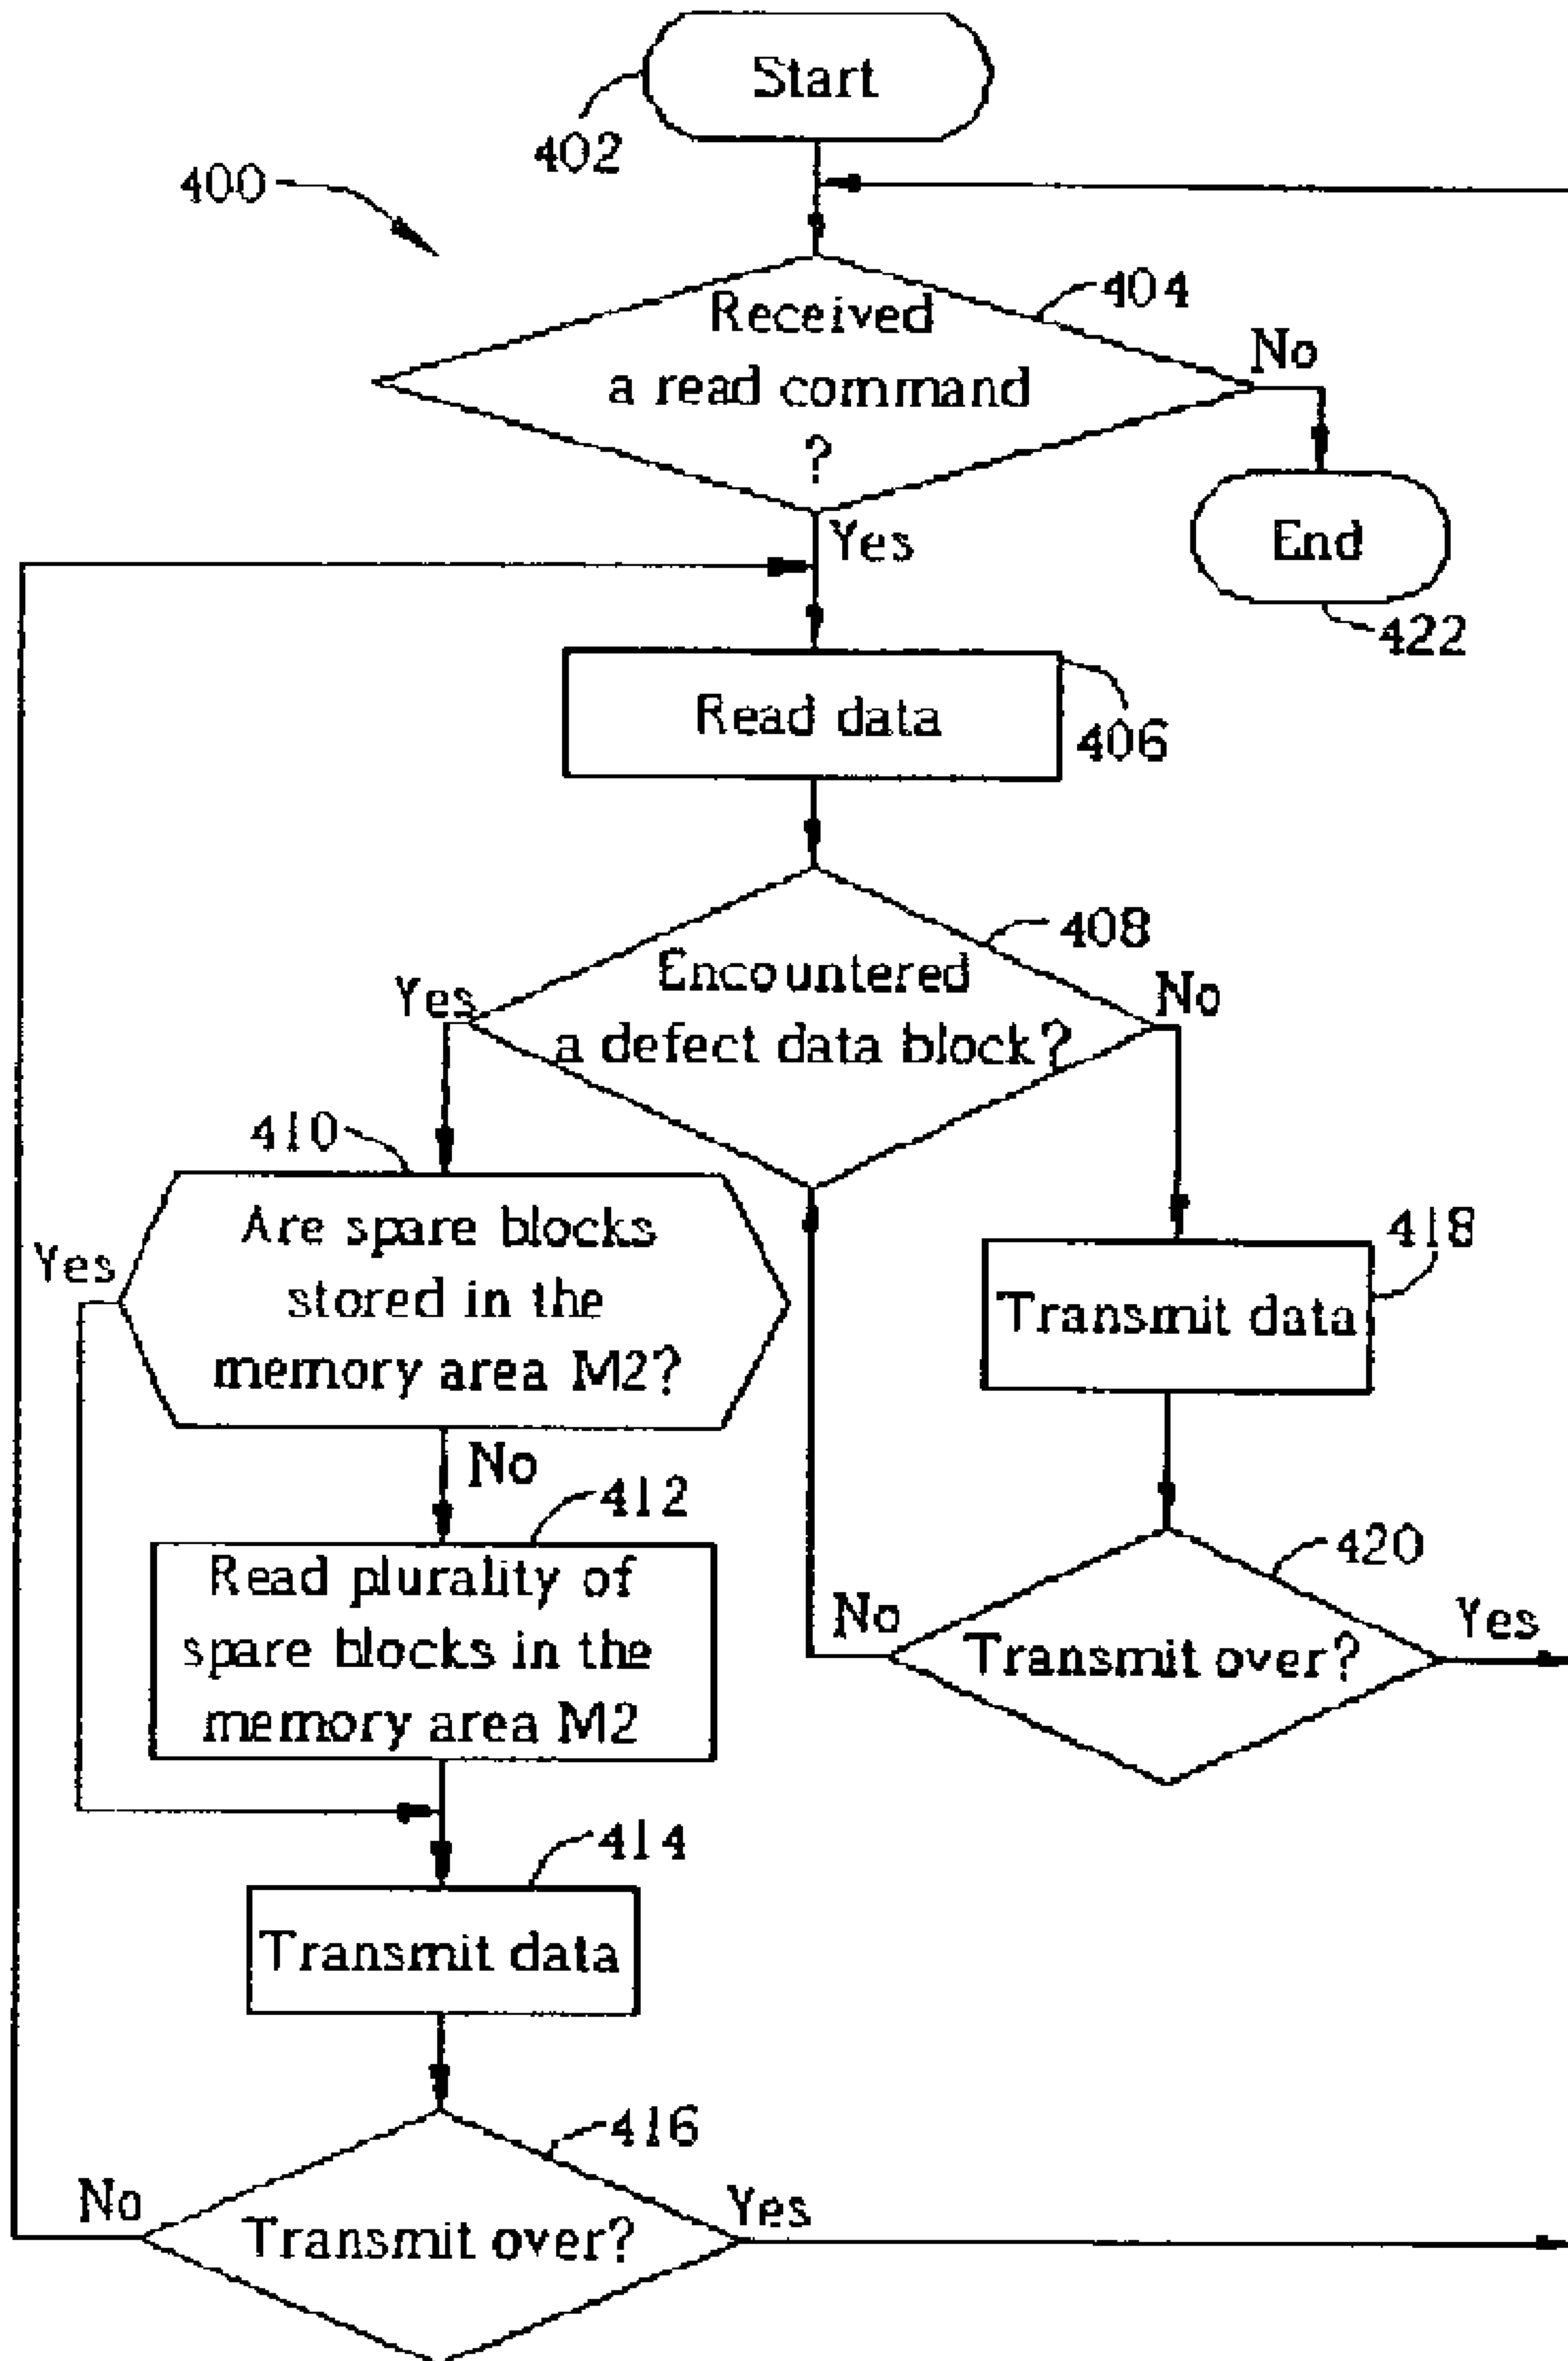 Start
402
400
Received
a read command
?
404
No
Yes
End
422
Read data
406
Encountered
a defect data block?
408
Yes
No
410
Are spare blocks
stored in the
memory area M2?
Yes
No
Transmit data
418
412
Read plurality of
spare blocks in the
memory area M2
420
Transmit over?
No
Yes
414
Transmit data
416
Transmit over?
No
Yes